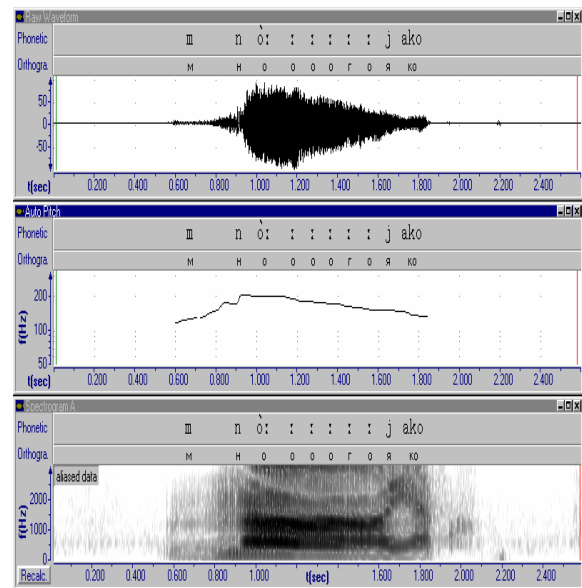 Raw Waveform
Phonetic m n ò: : : : : : j ako
Orthogra. м н о о о о г о я ко
50
0
-50
t(sec) 0.200 0.400 0.600 0.800 1.000 1.200 1.400 1.600 1.800 2.000 2.200 2.400
Auto Pitch
Phonetic m n ò: : : : : : j ako
Orthogra. м н о о о о г о я ко
200
100
50
f(Hz)
t(sec) 0.200 0.400 0.600 0.800 1.000 1.200 1.400 1.600 1.800 2.000 2.200 2.400
Spectrogram A
Phonetic m n ò: : : : : : j ako
Orthogra. м н о о о о г о я ко
aliased data
2000
1000
0
f(Hz)
Recalc. 0.200 0.400 0.600 0.800 t(sec) 1.200 1.400 1.600 1.800 2.000 2.200 2.400